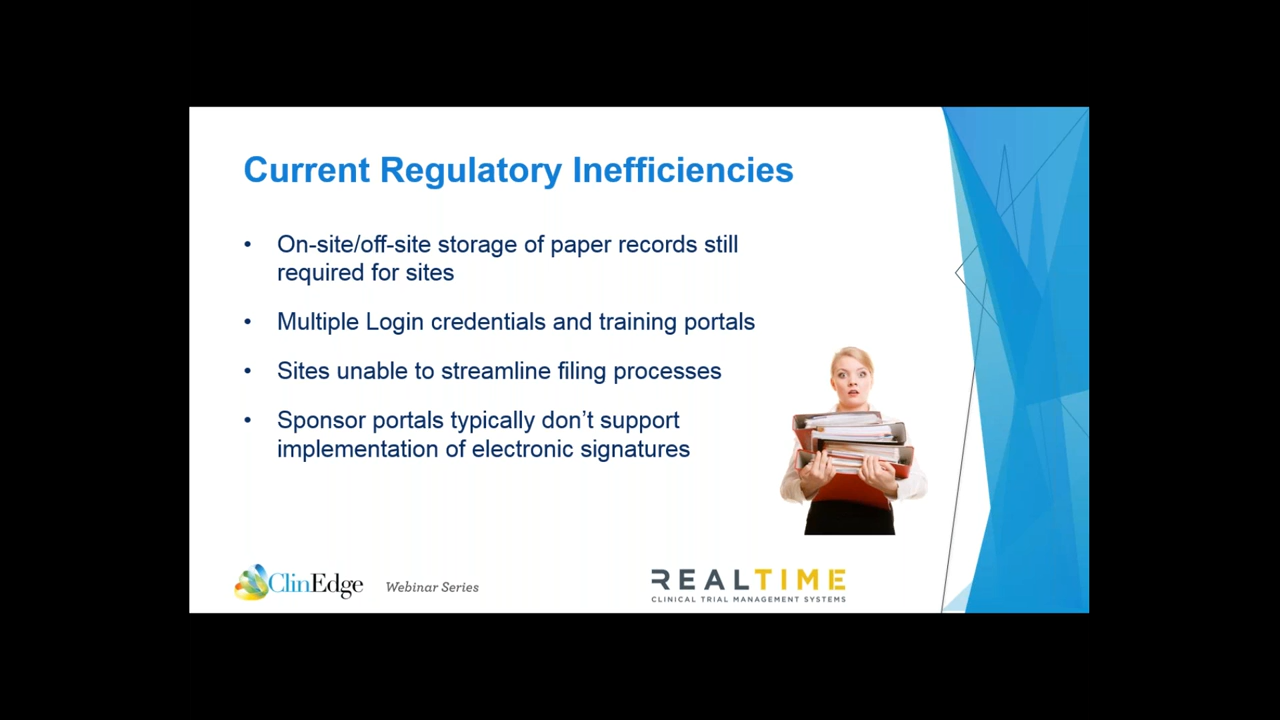 Current Regulatory Inefficiencies
• On-site/off-site storage of paper records still
required for sites
• Multiple Login credentials and training portals
• Sites unable to streamline filing processes
• Sponsor portals typically don’t support
implementation of electronic signatures
ClinEdge Webinar Series
REALTIME
CLINICAL TRIAL MANAGEMENT SYSTEMS